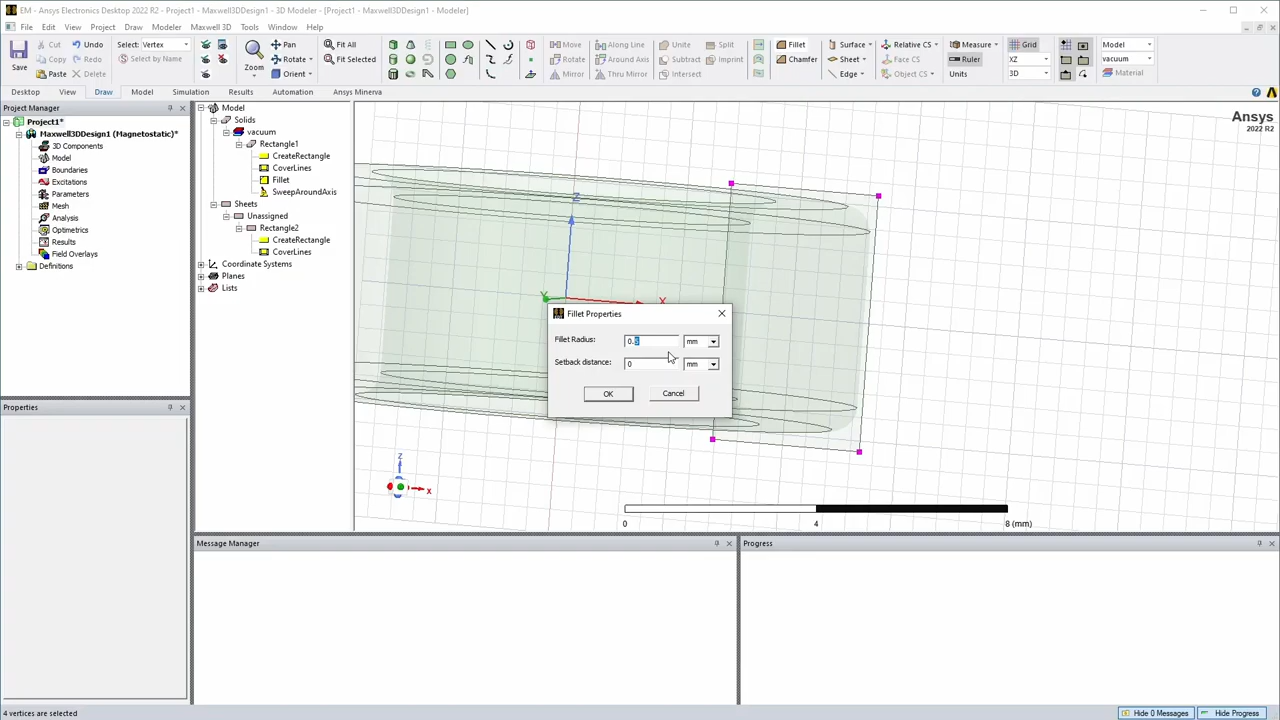 EM - Ansys Electronics Desktop 2022 R2 - Project1 - Maxwell3DDesign1 - 3D Modeler - [Project1 - Maxwell3DDesign1 - Modeler]
File Edit View Project Draw Modeler Maxwell 3D Tools Window Help
Save
Cut Undo
Copy Redo
Paste Delete
Select: Vertex
Select by Name
Zoom
Pan
Rotate
Orient
Fit All
Fit Selected
Move Along Line
Rotate Around Axis
Mirror Thru Mirror
Unite Split
Subtract Imprint
Intersect
Fillet
Chamfer
Surface
Sheet
Edge
Relative CS
Face CS
Object CS
Measure
Ruler
Units
Grid
XZ
3D
Model
vacuum
Material
Desktop View Draw Model Simulation Results Automation Ansys Minerva
Project Manager
Project1*
Maxwell3DDesign1 (Magnetostatic)*
3D Components
Model
Boundaries
Excitations
Parameters
Mesh
Analysis
Optimetrics
Results
Field Overlays
Definitions
Properties
Model
Solids
vacuum
Rectangle1
CreateRectangle
CoverLines
Fillet
SweepAroundAxis
Sheets
Unassigned
Rectangle2
CreateRectangle
CoverLines
Coordinate Systems
Planes
Lists
Ansys
2022 R2
Z
Y
X
Fillet Properties
Fillet Radius: 0.5 mm
Setback distance: 0 mm
OK Cancel
Z
X
0 4 8 (mm)
Message Manager
Progress
4 vertices are selected
Hide 0 Messages Hide Progress